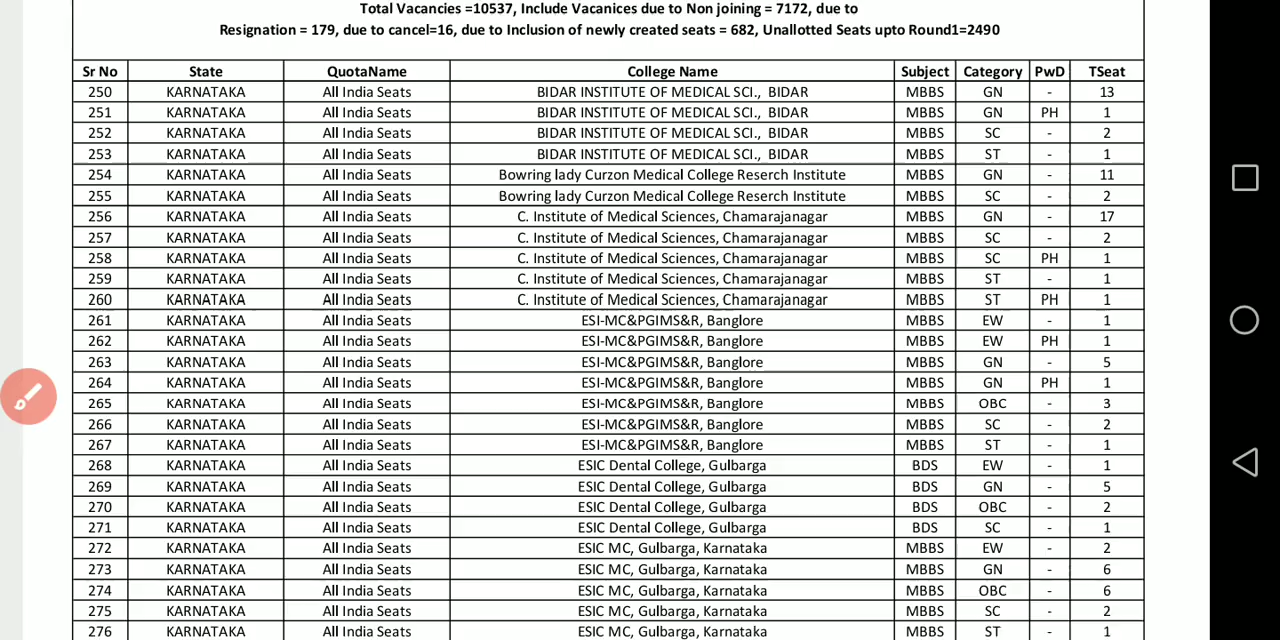 Total Vacancies =10537, Include Vacanices due to Non joining = 7172, due to
Resignation = 179, due to cancel=16, due to Inclusion of newly created seats = 682, Unallotted Seats upto Round1=2490
Sr No State QuotaName College Name Subject Category PwD TSeat
250 KARNATAKA All India Seats BIDAR INSTITUTE OF MEDICAL SCI., BIDAR MBBS GN - 13
251 KARNATAKA All India Seats BIDAR INSTITUTE OF MEDICAL SCI., BIDAR MBBS GN PH 1
252 KARNATAKA All India Seats BIDAR INSTITUTE OF MEDICAL SCI., BIDAR MBBS SC - 2
253 KARNATAKA All India Seats BIDAR INSTITUTE OF MEDICAL SCI., BIDAR MBBS ST - 1
254 KARNATAKA All India Seats Bowring lady Curzon Medical College Reserch Institute MBBS GN - 11
255 KARNATAKA All India Seats Bowring lady Curzon Medical College Reserch Institute MBBS SC - 2
256 KARNATAKA All India Seats C. Institute of Medical Sciences, Chamarajanagar MBBS GN - 17
257 KARNATAKA All India Seats C. Institute of Medical Sciences, Chamarajanagar MBBS SC - 2
258 KARNATAKA All India Seats C. Institute of Medical Sciences, Chamarajanagar MBBS SC PH 1
259 KARNATAKA All India Seats C. Institute of Medical Sciences, Chamarajanagar MBBS ST - 1
260 KARNATAKA All India Seats C. Institute of Medical Sciences, Chamarajanagar MBBS ST PH 1
261 KARNATAKA All India Seats ESI-MC&PGIMS&R, Banglore MBBS EW - 1
262 KARNATAKA All India Seats ESI-MC&PGIMS&R, Banglore MBBS EW PH 1
263 KARNATAKA All India Seats ESI-MC&PGIMS&R, Banglore MBBS GN - 5
264 KARNATAKA All India Seats ESI-MC&PGIMS&R, Banglore MBBS GN PH 1
265 KARNATAKA All India Seats ESI-MC&PGIMS&R, Banglore MBBS OBC - 3
266 KARNATAKA All India Seats ESI-MC&PGIMS&R, Banglore MBBS SC - 2
267 KARNATAKA All India Seats ESI-MC&PGIMS&R, Banglore MBBS ST - 1
268 KARNATAKA All India Seats ESIC Dental College, Gulbarga BDS EW - 1
269 KARNATAKA All India Seats ESIC Dental College, Gulbarga BDS GN - 5
270 KARNATAKA All India Seats ESIC Dental College, Gulbarga BDS OBC - 2
271 KARNATAKA All India Seats ESIC Dental College, Gulbarga BDS SC - 1
272 KARNATAKA All India Seats ESIC MC, Gulbarga, Karnataka MBBS EW - 2
273 KARNATAKA All India Seats ESIC MC, Gulbarga, Karnataka MBBS GN - 6
274 KARNATAKA All India Seats ESIC MC, Gulbarga, Karnataka MBBS OBC - 6
275 KARNATAKA All India Seats ESIC MC, Gulbarga, Karnataka MBBS SC - 2
276 KARNATAKA All India Seats ESIC MC, Gulbarga, Karnataka MBBS ST - 1